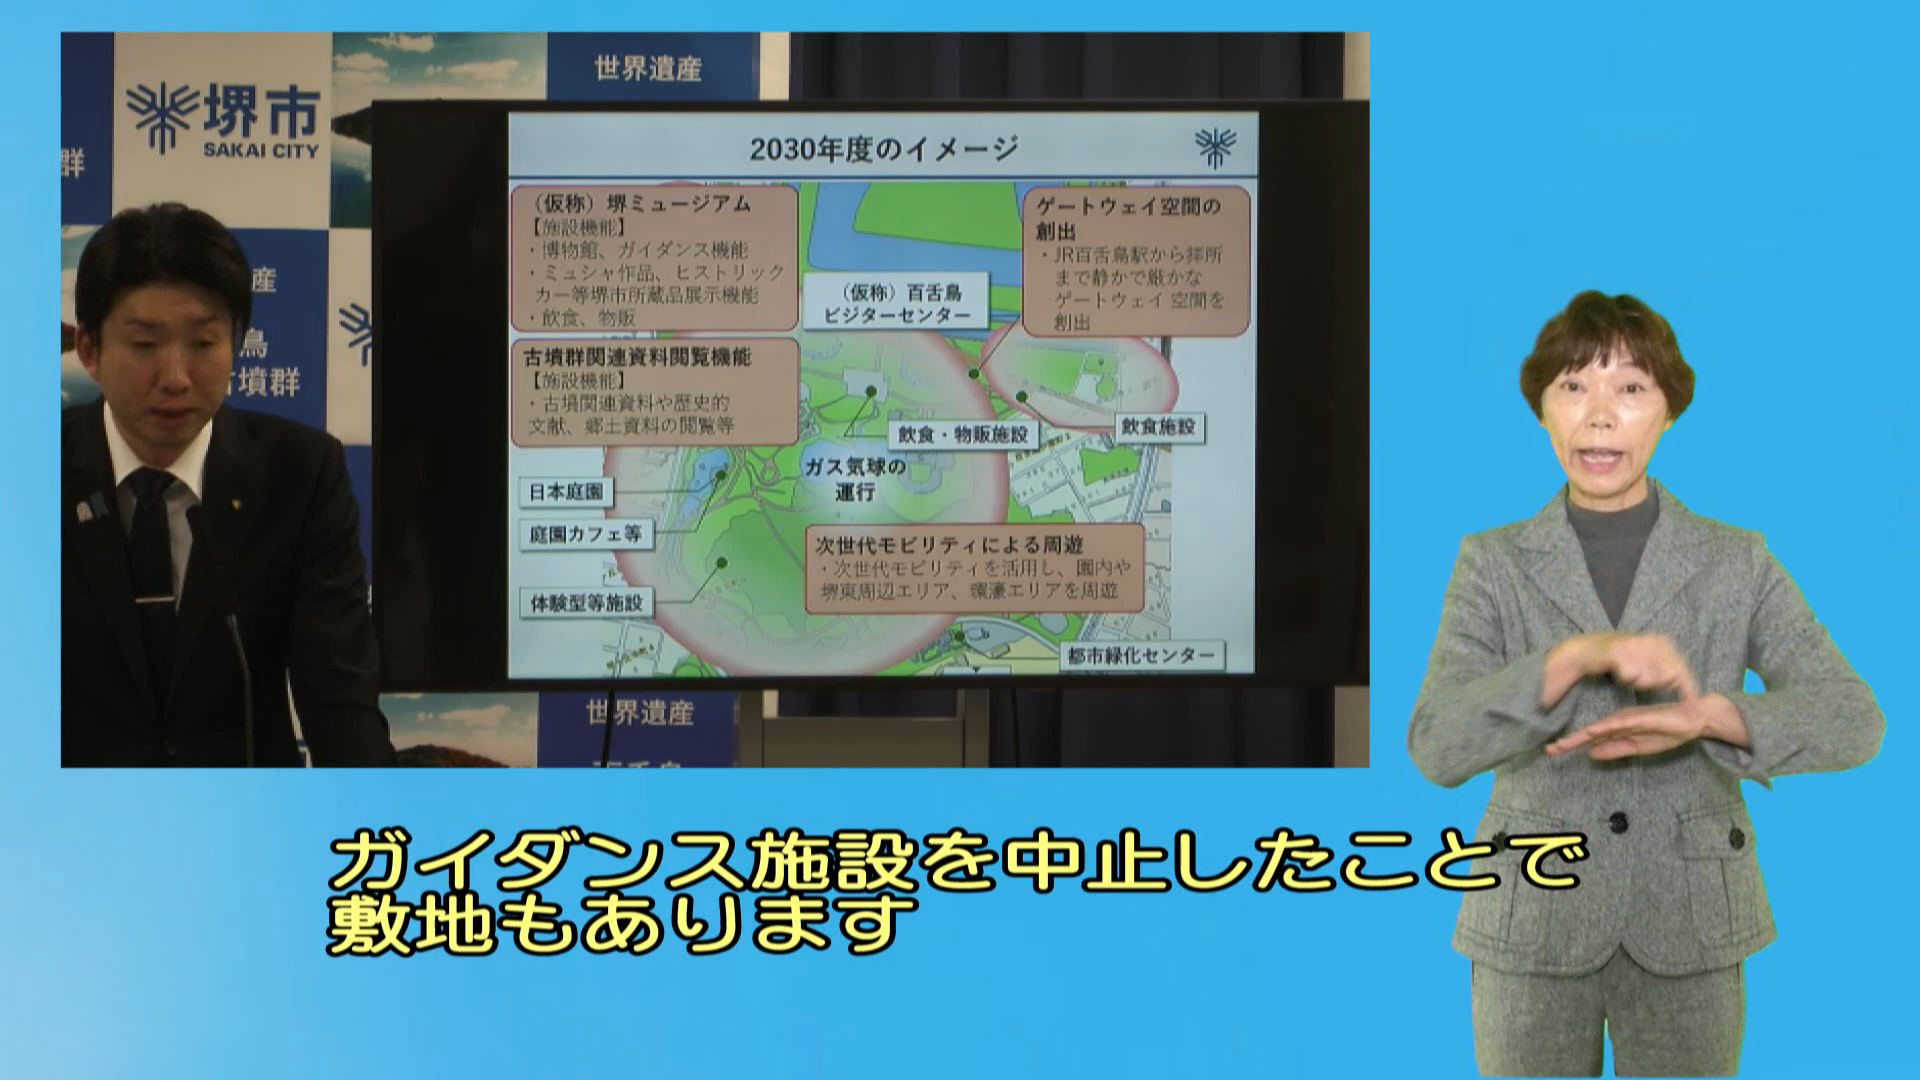 世界遺産
堺市
SAKAI CITY
群
産
鳥
古墳群
2030年度のイメージ
（仮称）堺ミュージアム
【施設機能】
・博物館、ガイダンス機能
・ミュシャ作品、ヒストリック
カー等堺市所蔵品展示機能
・飲食、物販
古墳群関連資料閲覧機能
【施設機能】
・古墳関連資料や歴史的
文献、郷土資料の閲覧等
（仮称）百舌鳥
ビジターセンター
ゲートウェイ空間の
創出
・JR百舌鳥駅から拝所
まで静かで厳かな
ゲートウェイ空間を
創出
飲食・物販施設
飲食施設
ガス気球の
運行
日本庭園
庭園カフェ等
体験型等施設
次世代モビリティによる周遊
・次世代モビリティを活用し、園内や
堺東周辺エリア、環濠エリアを周遊
都市緑化センター
世界遺産
ガイダンス施設を中止したことで
敷地もあります